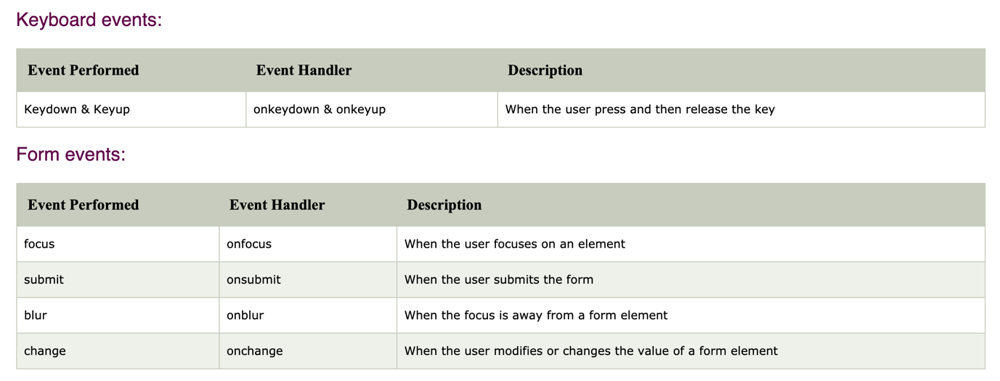 Keyboard events:
Event Performed Event Handler Description
Keydown & Keyup onkeydown & onkeyup When the user press and then release the key
Form events:
Event Performed Event Handler Description
focus onfocus When the user focuses on an element
submit onsubmit When the user submits the form
blur onblur When the focus is away from a form element
change onchange When the user modifies or changes the value of a form element